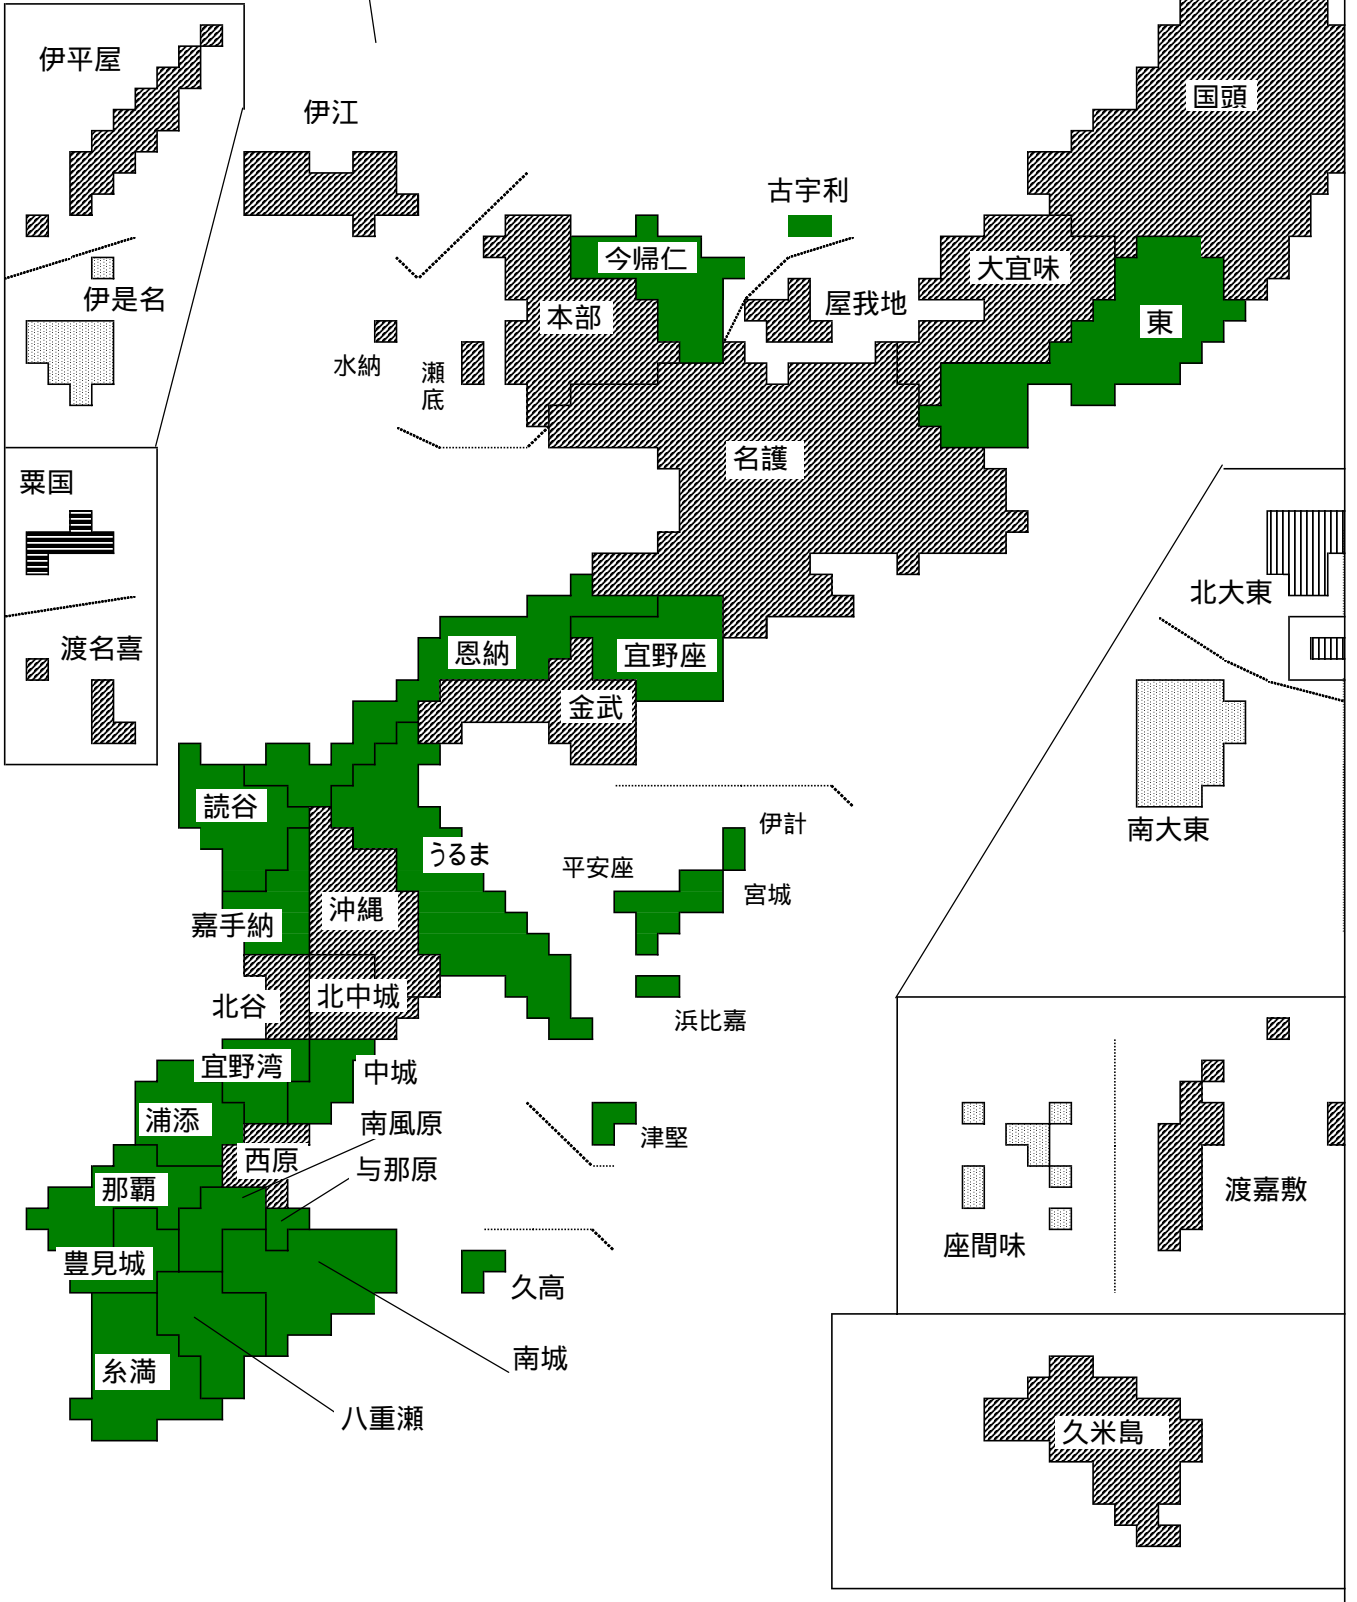 伊平屋
国頭
伊江
古宇利
今帰仁
大宜味
伊是名
屋我地
本部
東
水納
瀬
底
名護
粟国
北大東
渡名喜
恩納
宜野座
金武
読谷
南大東
伊計
うるま
平安座
宮城
沖縄
嘉手納
北谷
北中城
浜比嘉
宜野湾
中城
浦添
南風原
津堅
西原
与那原
那覇
渡嘉敷
座間味
豊見城
久高
南城
糸満
八重瀬
久米島